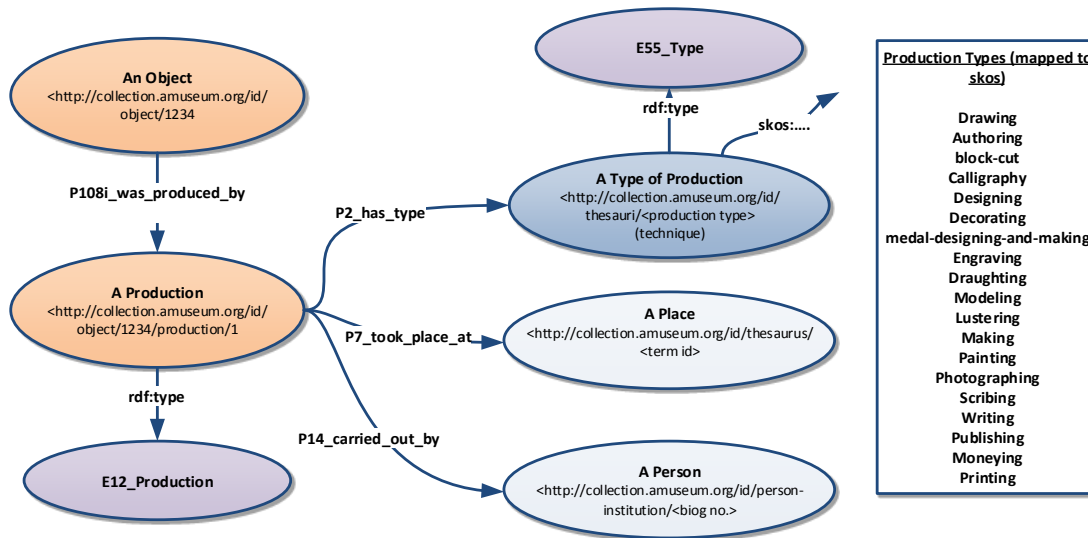 An Object
<http://collection.amuseum.org/id/
object/1234
P108i_was_produced_by
A Production
<http://collection.amuseum.org/id/
object/1234/production/1
rdf:type
E12_Production
P2_has_type
P7_took_place_at
P14_carried_out_by
E55_Type
rdf:type
skos:....
A Type of Production
<http://collection.amuseum.org/id/
thesauri/<production type>
(technique)
A Place
<http://collection.amuseum.org/id/thesaurus/
<term id>
A Person
<http://collection.amuseum.org/id/person-
institution/<biog no.>
Production Types (mapped to
skos)
Drawing
Authoring
block-cut
Calligraphy
Designing
Decorating
medal-designing-and-making
Engraving
Draughting
Modeling
Lustering
Making
Painting
Photographing
Scribing
Writing
Publishing
Moneying
Printing